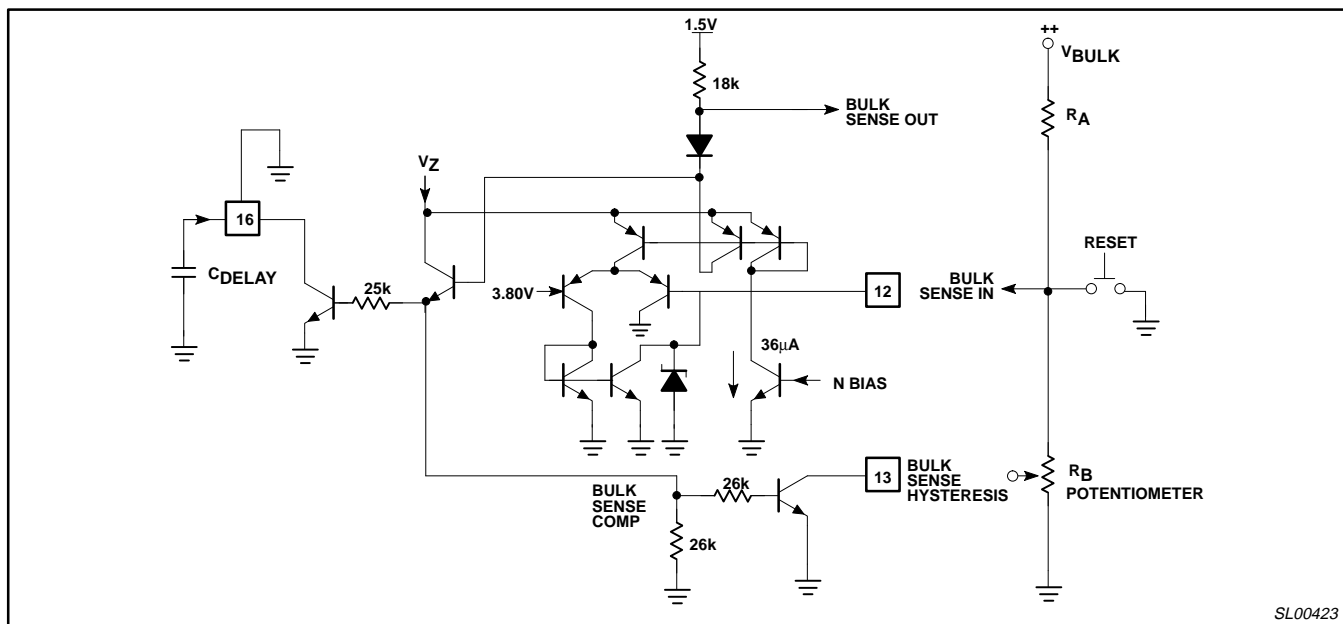 1.5V
18k
BULK
SENSE OUT
++
VBULK
RA
VZ
16
CDELAY
25k
3.80V
12
BULK
SENSE IN
RESET
36μA
N BIAS
BULK
SENSE
COMP
26k
26k
13
BULK
SENSE
HYSTERESIS
RB
POTENTIOMETER
SL00423